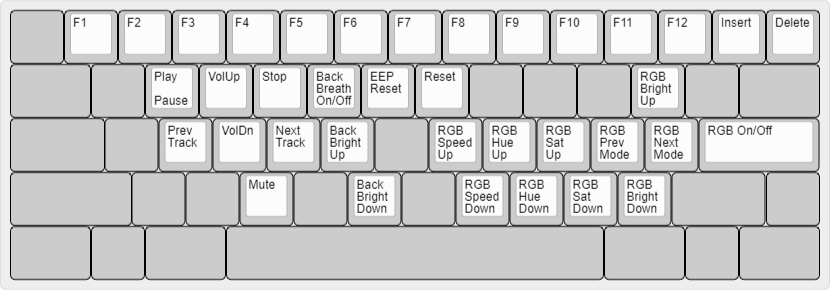 F1 F2 F3 F4 F5 F6 F7 F8 F9 F10 F11 F12 Insert Delete
Play
Pause
VolUp
Stop
Back
Breath
On/Off
EEP
Reset
Reset
RGB
Bright
Up
Prev
Track
VolDn
Next
Track
Back
Bright
Up
RGB
Speed
Up
RGB
Hue
Up
RGB
Sat
Up
RGB
Prev
Mode
RGB
Next
Mode
RGB On/Off
Mute
Back
Bright
Down
RGB
Speed
Down
RGB
Hue
Down
RGB
Sat
Down
RGB
Bright
Down